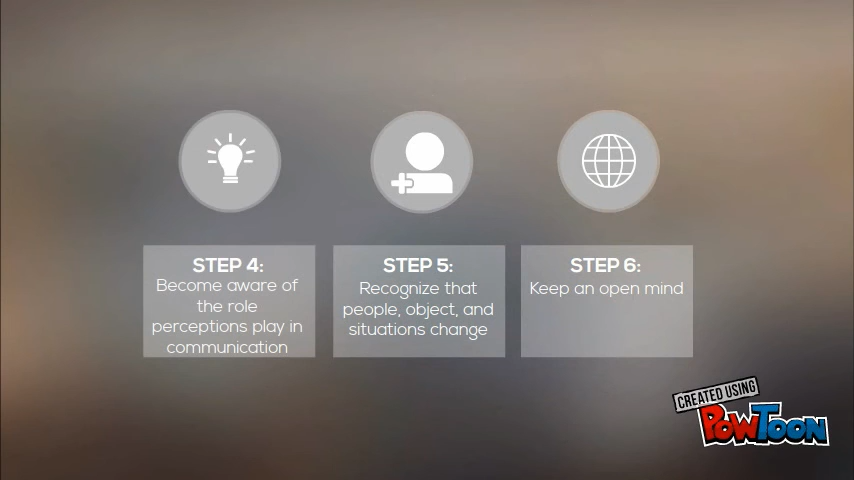 STEP 4:
Become aware of
the role
perceptions play in
communication
STEP 5:
Recognize that
people, object, and
situations change
STEP 6:
Keep an open mind
CREATED USING
POWTOON